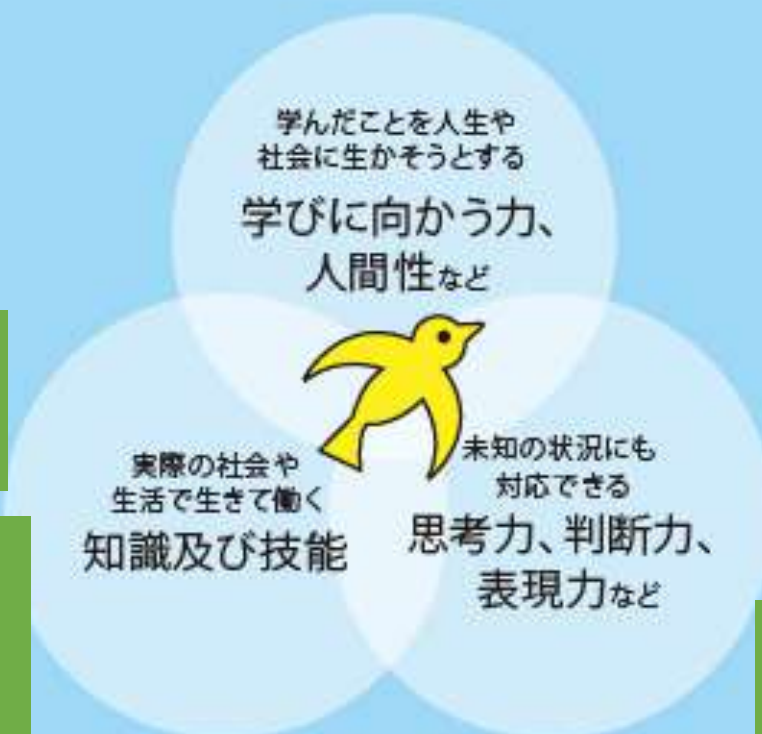 学んだことを人生や
社会に生かそうとする
学びに向かう力、
人間性など
実際の社会や
生活で生きて働く
知識及び技能
未知の状況にも
対応できる
思考力、判断力、
表現力など